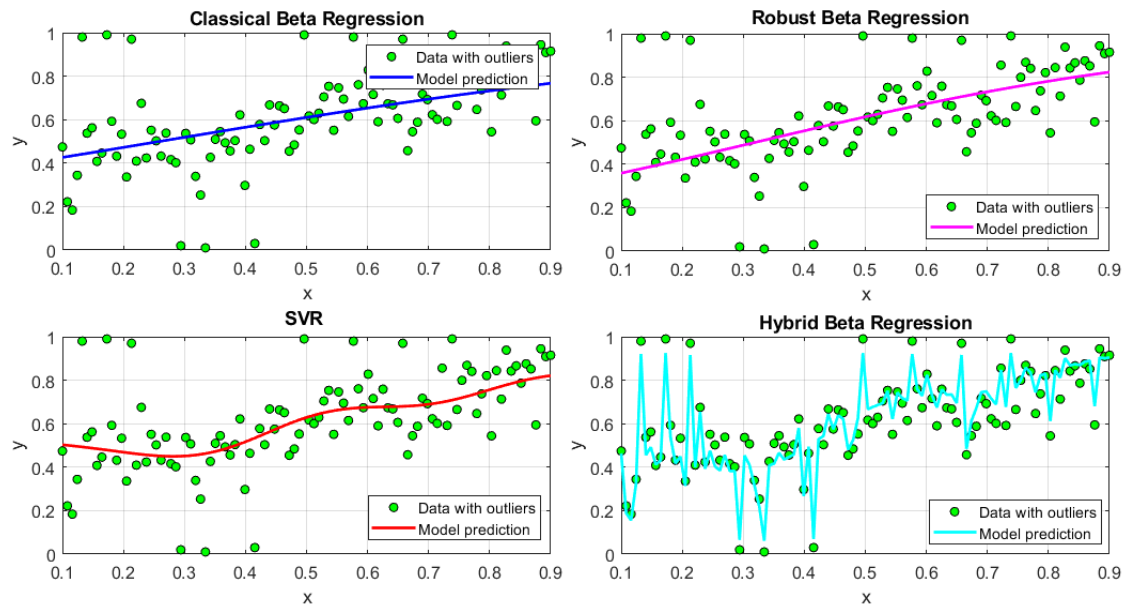 Classical Beta Regression
1
0.8
0.6
0.4
0.2
0
y
Data with outliers
Model prediction
0.1 0.2 0.3 0.4 0.5 0.6 0.7 0.8 0.9
x
Robust Beta Regression
1
0.8
0.6
0.4
0.2
0
y
Data with outliers
Model prediction
0.1 0.2 0.3 0.4 0.5 0.6 0.7 0.8 0.9
x
SVR
1
0.8
0.6
0.4
0.2
0
y
Data with outliers
Model prediction
0.1 0.2 0.3 0.4 0.5 0.6 0.7 0.8 0.9
x
Hybrid Beta Regression
1
0.8
0.6
0.4
0.2
0
y
Data with outliers
Model prediction
0.1 0.2 0.3 0.4 0.5 0.6 0.7 0.8 0.9
x